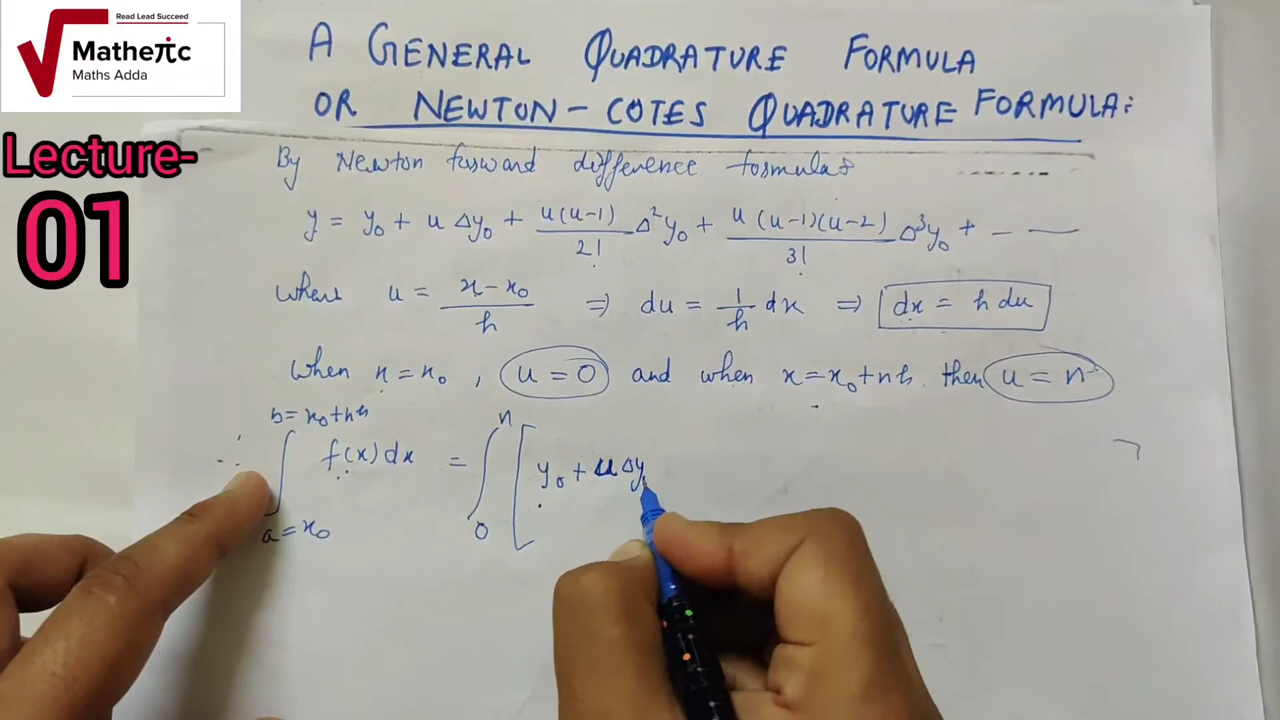 Read Lead Succeed
Matheπc
Maths Adda
Lecture-
01
A GENERAL QUADRATURE FORMULA
OR NEWTON-COTES QUADRATURE FORMULA:
By Newton forward difference formulas
y = y₀ + u Δy₀ + u(u-1)/2! Δ²y₀ + u(u-1)(u-2)/3! Δ³y₀ + - —
Where u = (x-x₀)/h ⇒ du = 1/h dx ⇒ dx = h du
When x = x₀, u = 0 and when x = x₀+nh then u = n
∴ ∫_{a=x₀}^{b=x₀+nh} f(x)dx = ∫_0^n [y₀ + uΔy